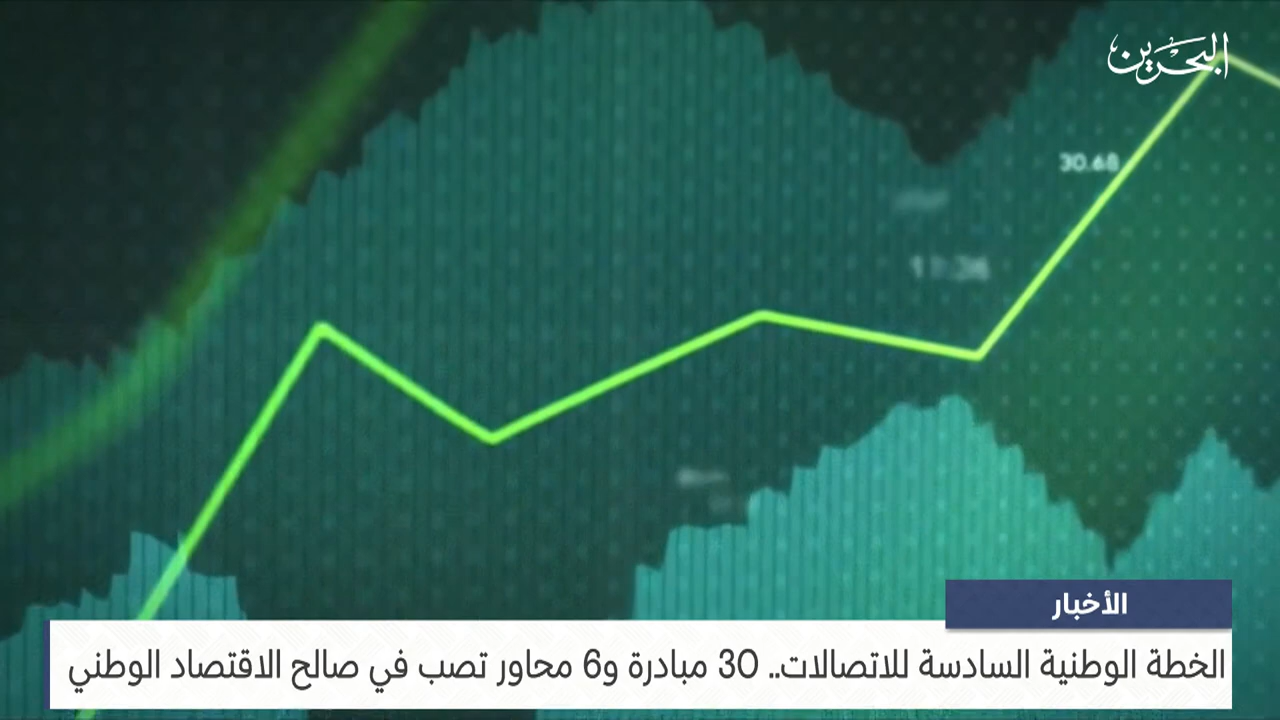 البحرين
30.68
الأخبار
الخطة الوطنية السادسة للاتصالات.. 30 مبادرة و6 محاور تصب في صالح الاقتصاد الوطني